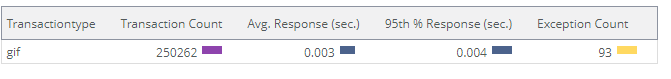 Transactiontype Transaction Count Avg. Response (sec.) 95th % Response (sec.) Exception Count
gif 250262 0.003 0.004 93